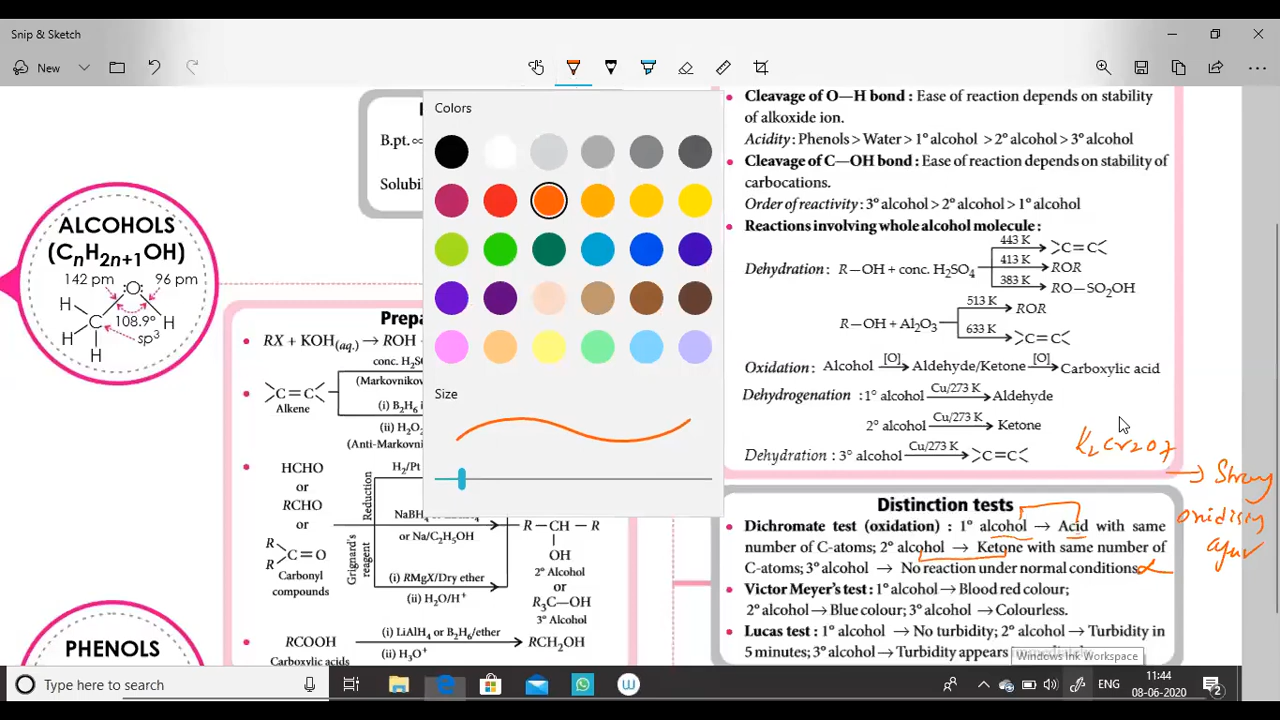 Snip & Sketch
New
Colors
Size
B.pt. ∝
Solubil
ALCOHOLS
(CnH2n+1OH)
142 pm :O: 96 pm
H
C 108.9° H
H
H
sp³
Prepa
RX + KOH(aq.) → ROH
conc. H2SO
(Markovnikov
C=C
Alkene
(i) B2H6 i
(ii) H2O
(Anti-Markovni
HCHO
or
RCHO
or
R
C=O
R
Carbonyl
compounds
Reduction
Grignard's
reagent
H2/Pt
NaBH4
or Na/C2H5OH
(i) RMgX/Dry ether
(ii) H2O/H+
R–CH–R
OH
2° Alcohol
or
R3C–OH
3° Alcohol
RCOOH
Carboxylic acids
(i) LiAlH4 or B2H6/ether
(ii) H3O+
RCH2OH
PHENOLS
• Cleavage of O—H bond : Ease of reaction depends on stability
of alkoxide ion.
Acidity : Phenols > Water > 1° alcohol > 2° alcohol > 3° alcohol
• Cleavage of C—OH bond : Ease of reaction depends on stability of
carbocations.
Order of reactivity : 3° alcohol > 2° alcohol > 1° alcohol
• Reactions involving whole alcohol molecule :
443 K C=C
Dehydration : R–OH + conc. H2SO4 413 K ROR
383 K RO–SO2OH
513 K ROR
R–OH + Al2O3
633 K C=C
Oxidation : Alcohol [O]→ Aldehyde/Ketone [O]→ Carboxylic acid
Dehydrogenation : 1° alcohol Cu/273 K→ Aldehyde
2° alcohol Cu/273 K→ Ketone
Dehydration : 3° alcohol Cu/273 K→ C=C
K2Cr2O7
→ Strong
oxidising
Distinction tests
• Dichromate test (oxidation) : 1° alcohol → Acid with same
number of C-atoms; 2° alcohol → Ketone with same number of
C-atoms; 3° alcohol → No reaction under normal conditions.
• Victor Meyer's test : 1° alcohol → Blood red colour;
2° alcohol → Blue colour; 3° alcohol → Colourless.
• Lucas test : 1° alcohol → No turbidity; 2° alcohol → Turbidity in
5 minutes; 3° alcohol → Turbidity appears
Windows Ink Workspace
Type here to search
ENG
11:44
08-06-2020
2